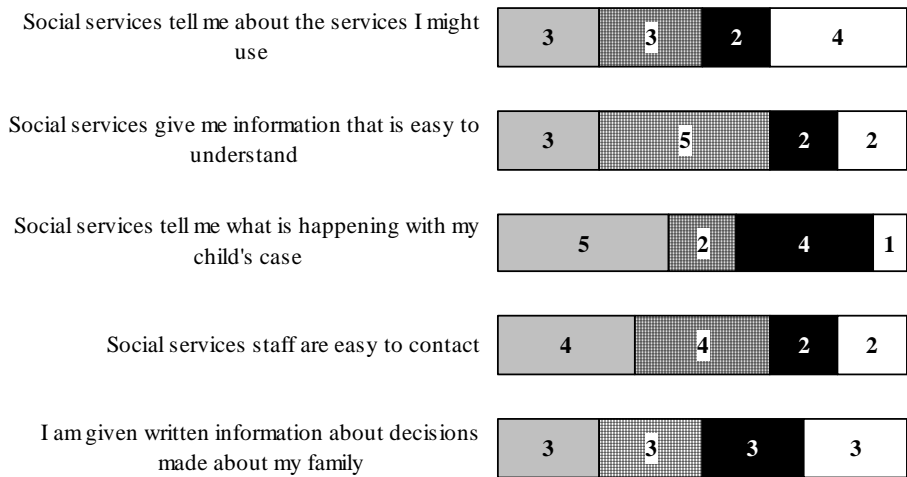 Social services tell me about the services I might
use
3 3 2 4
Social services give me information that is easy to
understand
3 5 2 2
Social services tell me what is happening with my
child's case
5 2 4 1
Social services staff are easy to contact
4 4 2 2
I am given written information about decisions
made about my family
3 3 3 3